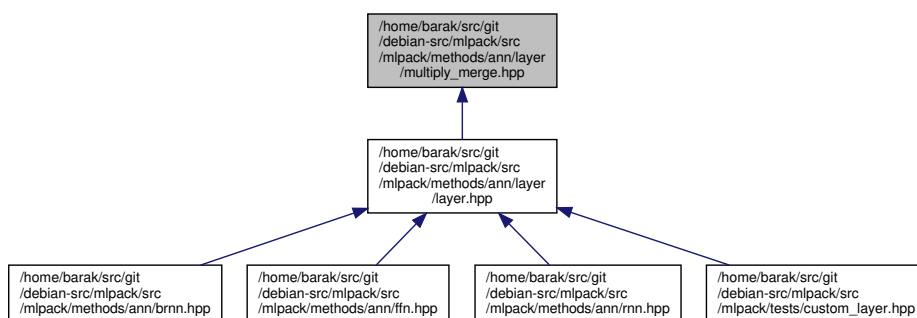 /home/barak/src/git
/debian-src/mlpack/src
/mlpack/methods/ann/layer
/multiply_merge.hpp
/home/barak/src/git
/debian-src/mlpack/src
/mlpack/methods/ann/layer
/layer.hpp
/home/barak/src/git
/debian-src/mlpack/src
/mlpack/methods/ann/brnn.hpp
/home/barak/src/git
/debian-src/mlpack/src
/mlpack/methods/ann/ffn.hpp
/home/barak/src/git
/debian-src/mlpack/src
/mlpack/methods/ann/rnn.hpp
/home/barak/src/git
/debian-src/mlpack/src
/mlpack/tests/custom_layer.hpp